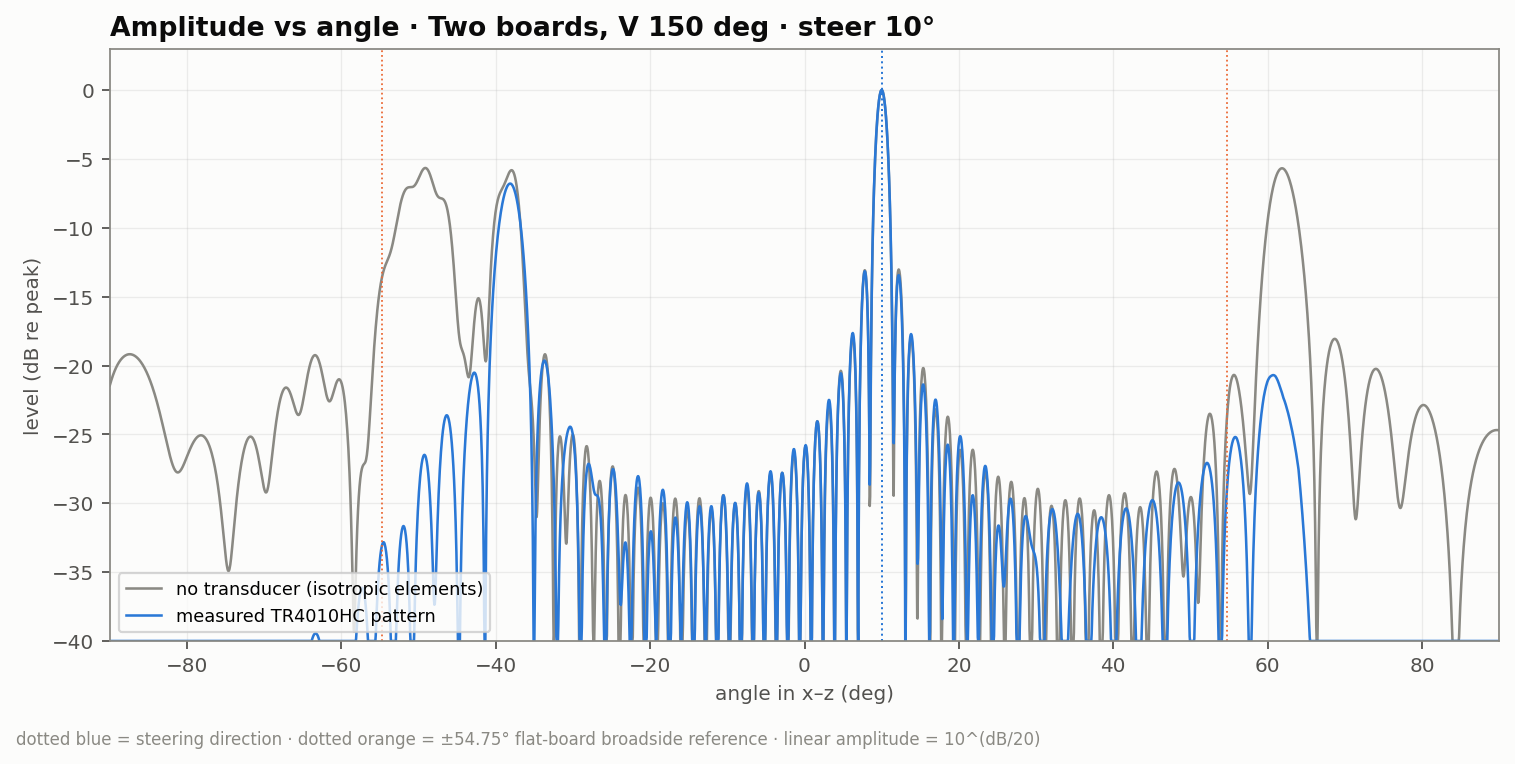 Amplitude vs angle · Two boards, V 150 deg · steer 10°
level (dB re peak)
0
−5
−10
−15
−20
−25
−30
−35
−40
no transducer (isotropic elements)
measured TR4010HC pattern
−80 −60 −40 −20 0 20 40 60 80
angle in x–z (deg)
dotted blue = steering direction · dotted orange = ±54.75° flat-board broadside reference · linear amplitude = 10^(dB/20)